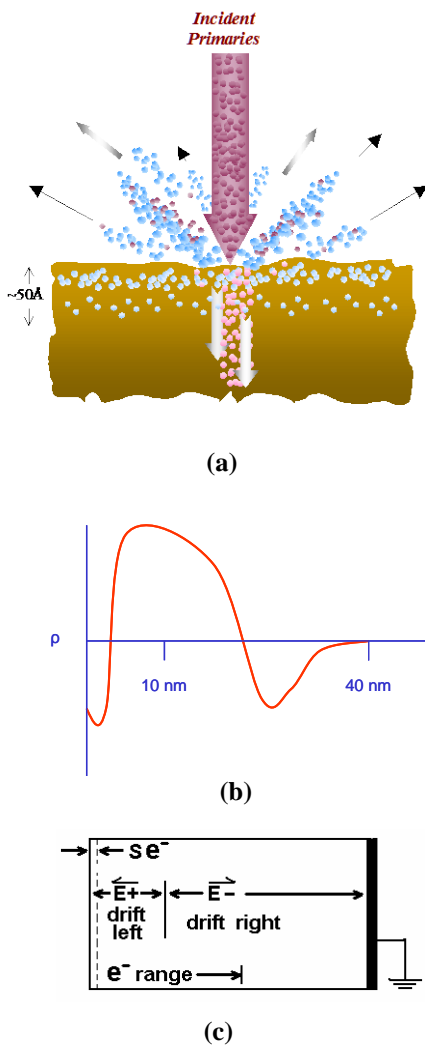 Incident
Primaries
~50Å
(a)
ρ
10 nm
40 nm
(b)
se⁻
E+
E-
drift
left
drift right
e⁻ range
(c)